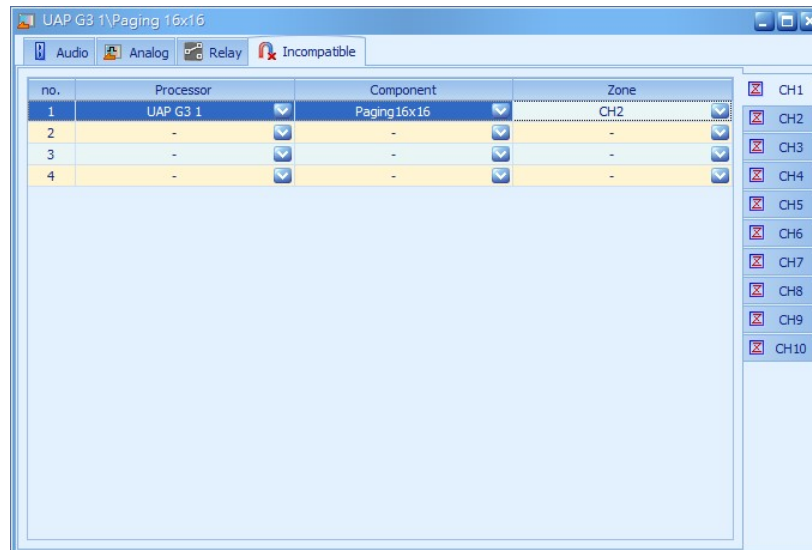 UAP G3 1\Paging 16x16
Audio Analog Relay Incompatible
no. Processor Component Zone
1 UAP G3 1 Paging16x16 CH2
2 - - -
3 - - -
4 - - -
CH1
CH2
CH3
CH4
CH5
CH6
CH7
CH8
CH9
CH10